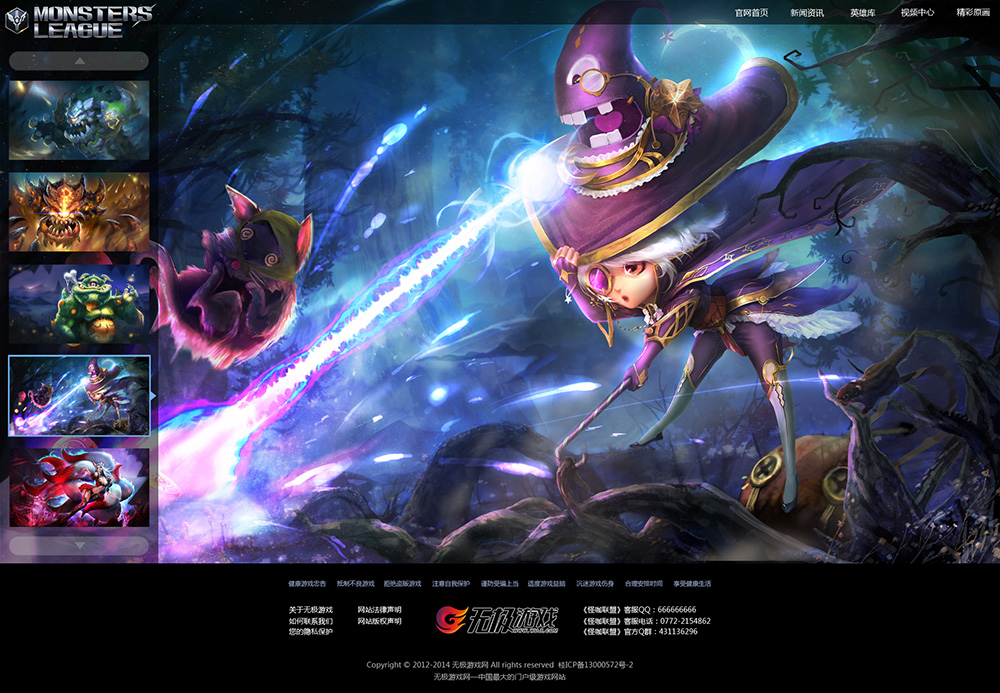 MONSTERS
LEAGUE
官网首页 新闻资讯 英雄库 视频中心 精彩原画
健康游戏忠告 抵制不良游戏 拒绝盗版游戏 注意自我保护 谨防受骗上当 适度游戏益脑 沉迷游戏伤身 合理安排时间 享受健康生活
关于无极游戏 网站法律声明
如何联系我们 网站版权声明
您的隐私保护
无极游戏
《怪咖联盟》客服QQ：666666666
《怪咖联盟》客服电话：0772-2154862
《怪咖联盟》官方Q群：431136296
Copyright © 2012-2014 无极游戏网 All rights reserved 桂ICP备13000572号-2
无极游戏网—中国最大的门户级游戏网站